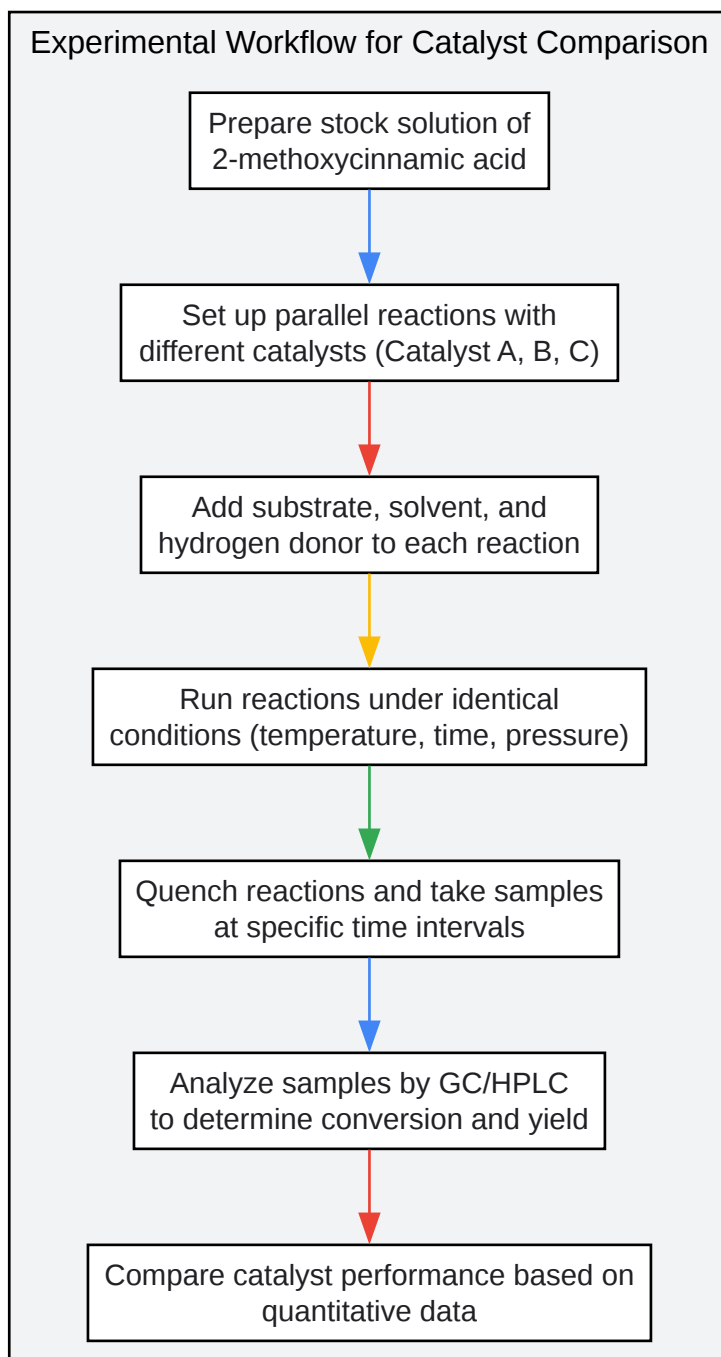 Experimental Workflow for Catalyst Comparison
Prepare stock solution of
2-methoxycinnamic acid
Set up parallel reactions with
different catalysts (Catalyst A, B, C)
Add substrate, solvent, and
hydrogen donor to each reaction
Run reactions under identical
conditions (temperature, time, pressure)
Quench reactions and take samples
at specific time intervals
Analyze samples by GC/HPLC
to determine conversion and yield
Compare catalyst performance based on
quantitative data